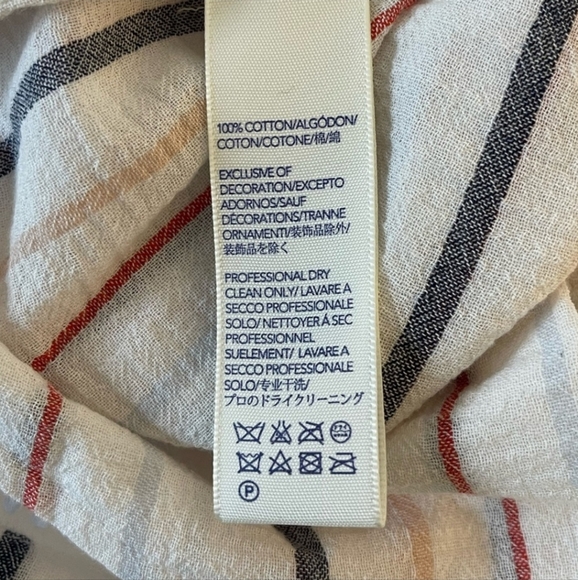 100% COTTON/ALGÓDON/
COTON/COTONE/棉/綿
EXCLUSIVE OF
DECORATION/EXCEPTO
ADORNOS/SAUF
DÉCORATIONS/TRANNE
ORNAMENTI/装饰品除外/
装飾品を除く
PROFESSIONAL DRY
CLEAN ONLY/ LAVARE A
SECCO PROFESSIONALE
SOLO/ NETTOYER À SEC
PROFESSIONNEL
SUELEMENT/ LAVARE A
SECCO PROFESSIONALE
SOLO/专业干洗/
プロのドライクリーニング
P